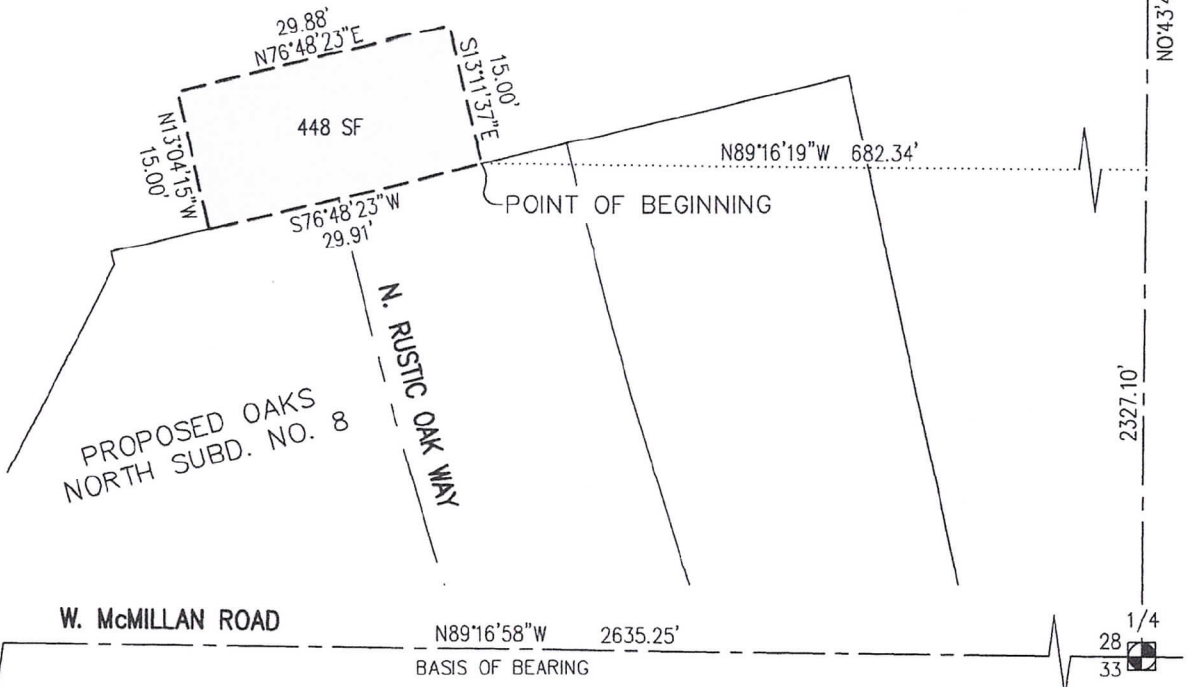 29.88'
N76°48'23"E
S13°11'37"E
15.00'
N0°43'4
448 SF
N13°04'15"W
15.00'
N89°16'19"W 682.34'
POINT OF BEGINNING
S76°48'23"W
29.91'
N. RUSTIC OAK WAY
PROPOSED OAKS
NORTH SUBD. NO. 8
2327.10'
W. McMILLAN ROAD
N89°16'58"W 2635.25'
BASIS OF BEARING
1/4
28
33